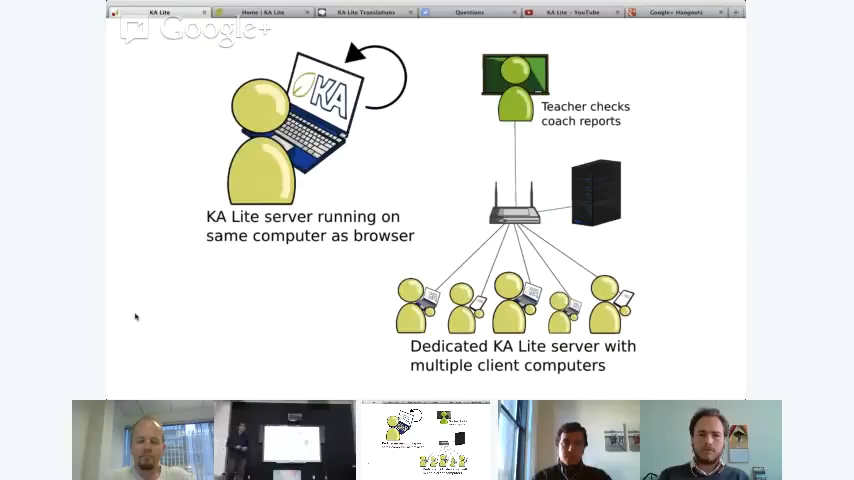 KA Lite
Home | KA Lite
KA Lite Translations
Questions
KA Lite - YouTube
Google+ Hangouts
Google+
KA
Teacher checks
coach reports
KA Lite server running on
same computer as browser
Dedicated KA Lite server with
multiple client computers